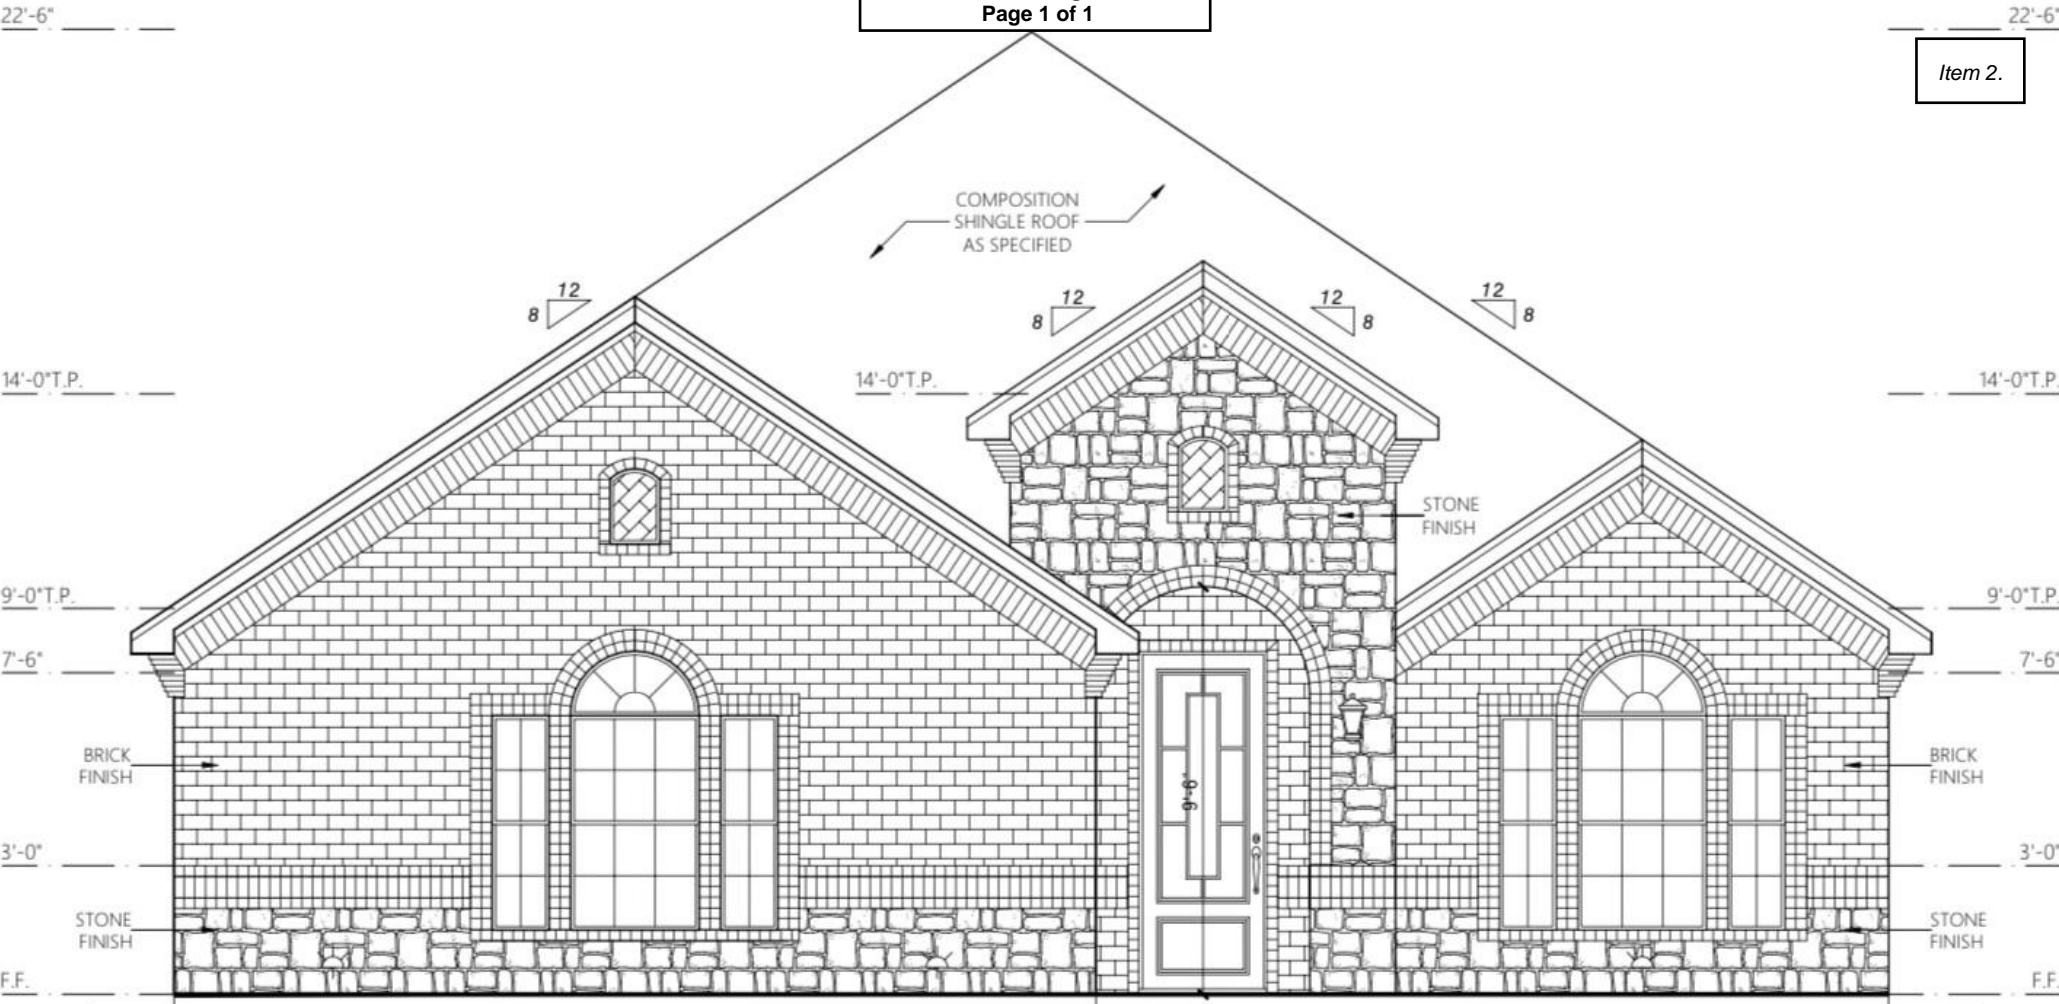 Page 1 of 1
22'-6"
22'-6"
Item 2.
COMPOSITION
SHINGLE ROOF
AS SPECIFIED
12
8
12
8
12
8
12
8
14'-0"T.P.
14'-0"T.P.
14'-0"T.P.
STONE
FINISH
9'-0"T.P.
9'-0"T.P.
7'-6"
7'-6"
BRICK
FINISH
9'-6"
BRICK
FINISH
3'-0"
3'-0"
STONE
FINISH
STONE
FINISH
F.F.
F.F.